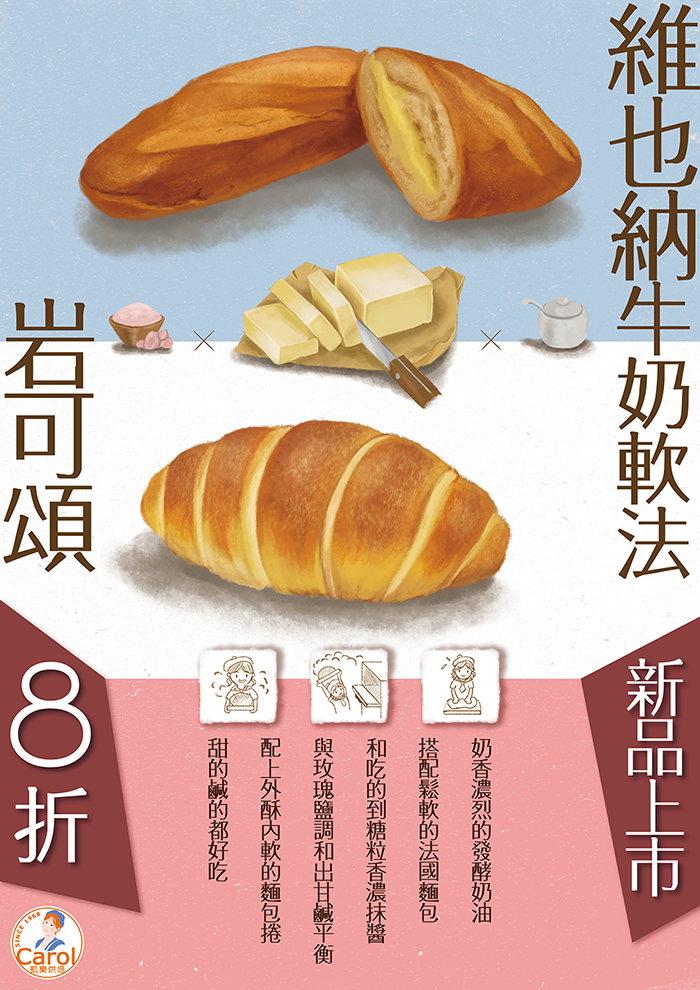 維也納牛奶軟法
岩可頌
新品上市
8折
奶香濃烈的發酵奶油
搭配鬆軟的法國麵包
和吃的到糖粒香濃抹醬
與玫瑰鹽調和出甘鹹平衡
配上外酥內軟的麵包捲
甜的鹹的都好吃
SINCE 1968
Carol
凱樂烘培